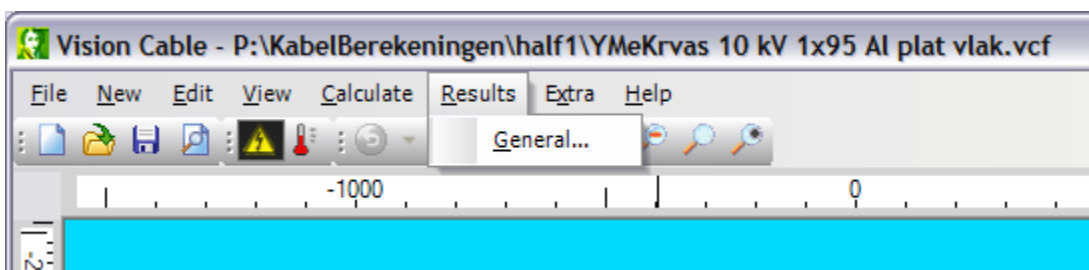 Vision Cable - P:\KabelBerekeningen\half1\YMeKrvas 10 kV 1x95 Al plat vlak.vcf
File New Edit View Calculate Results Extra Help
General...
-1000 0
-2